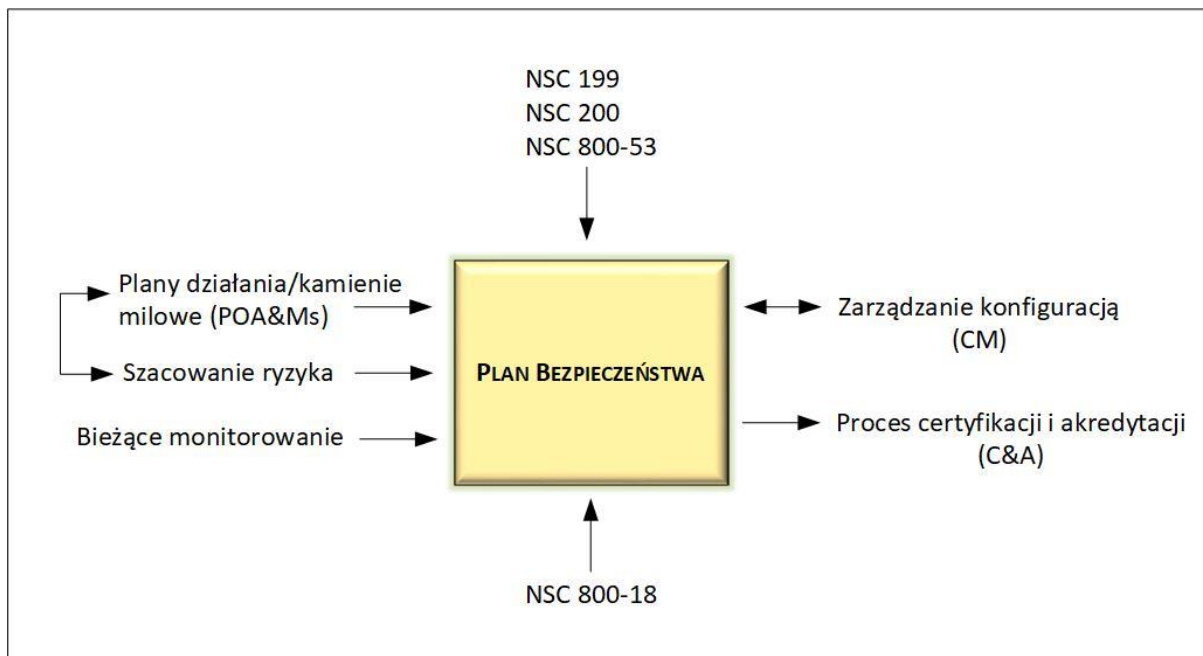 NSC 199
NSC 200
NSC 800-53
Plany działania/kamienie
milowe (POA&Ms)
Szacowanie ryzyka
Bieżące monitorowanie
PLAN BEZPIECZEŃSTWA
Zarządzanie konfiguracją
(CM)
Proces certyfikacji i akredytacji
(C&A)
NSC 800-18